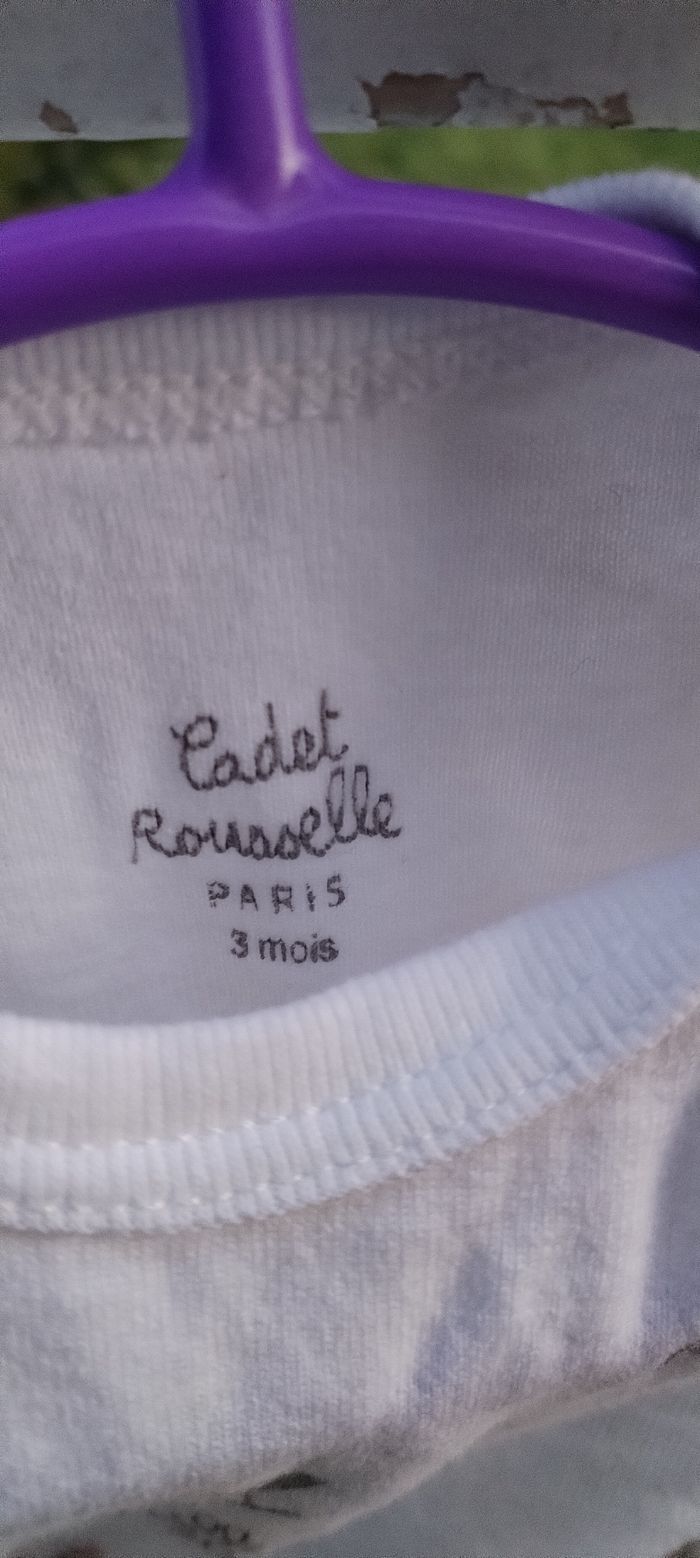 Cadet
Rousselle
PARIS
3 mois